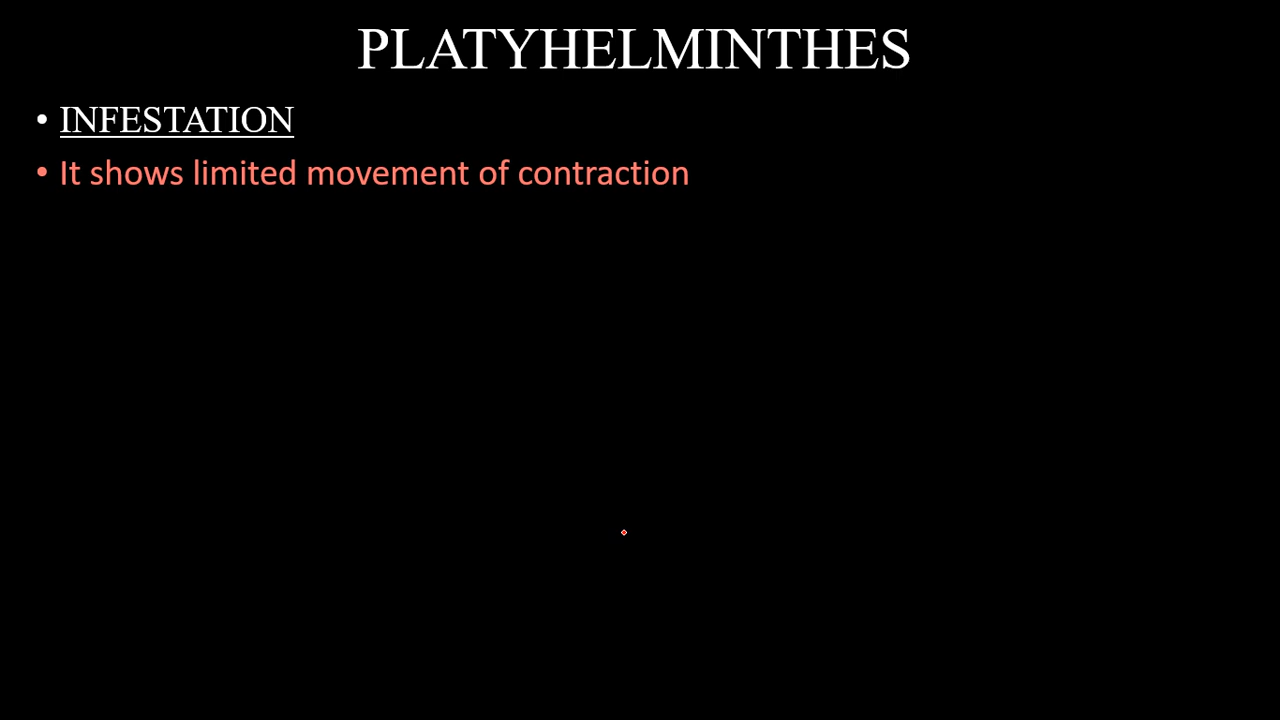 PLATYHELMINTHES
• INFESTATION
• It shows limited movement of contraction